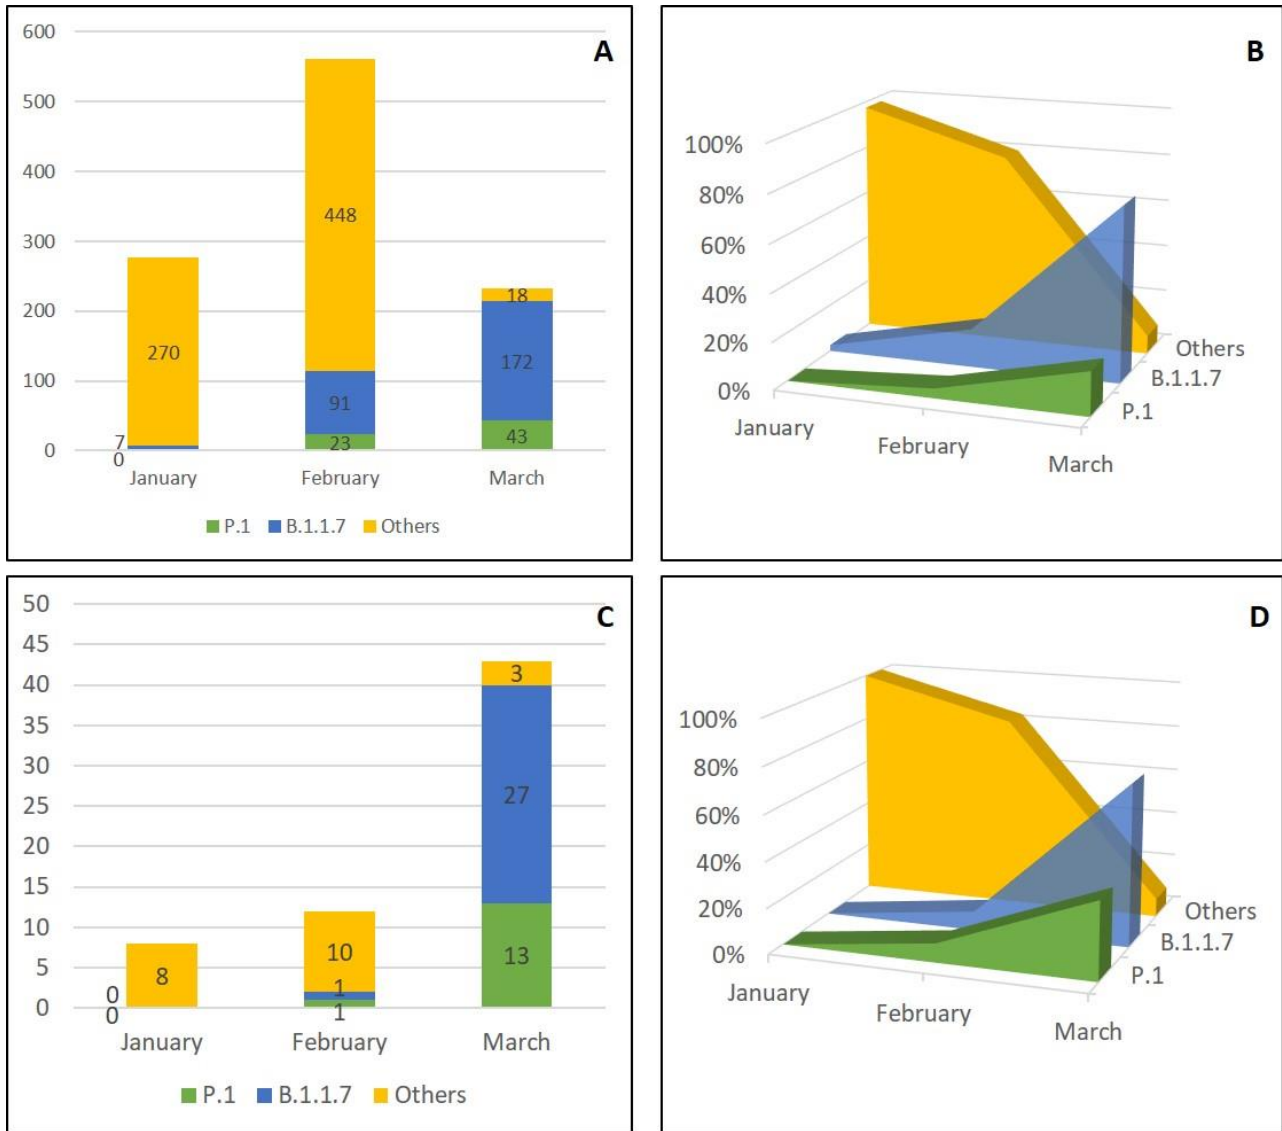 A
600
500
400
300
200
100
0
270
7
0
448
91
23
18
172
43
January February March
P.1 B.1.1.7 Others
B
100%
80%
60%
40%
20%
0%
January
February
March
Others
B.1.1.7
P.1
C
50
45
40
35
30
25
20
15
10
5
0
8
0
0
10
1
1
3
27
13
January February March
P.1 B.1.1.7 Others
D
100%
80%
60%
40%
20%
0%
January
February
March
Others
B.1.1.7
P.1